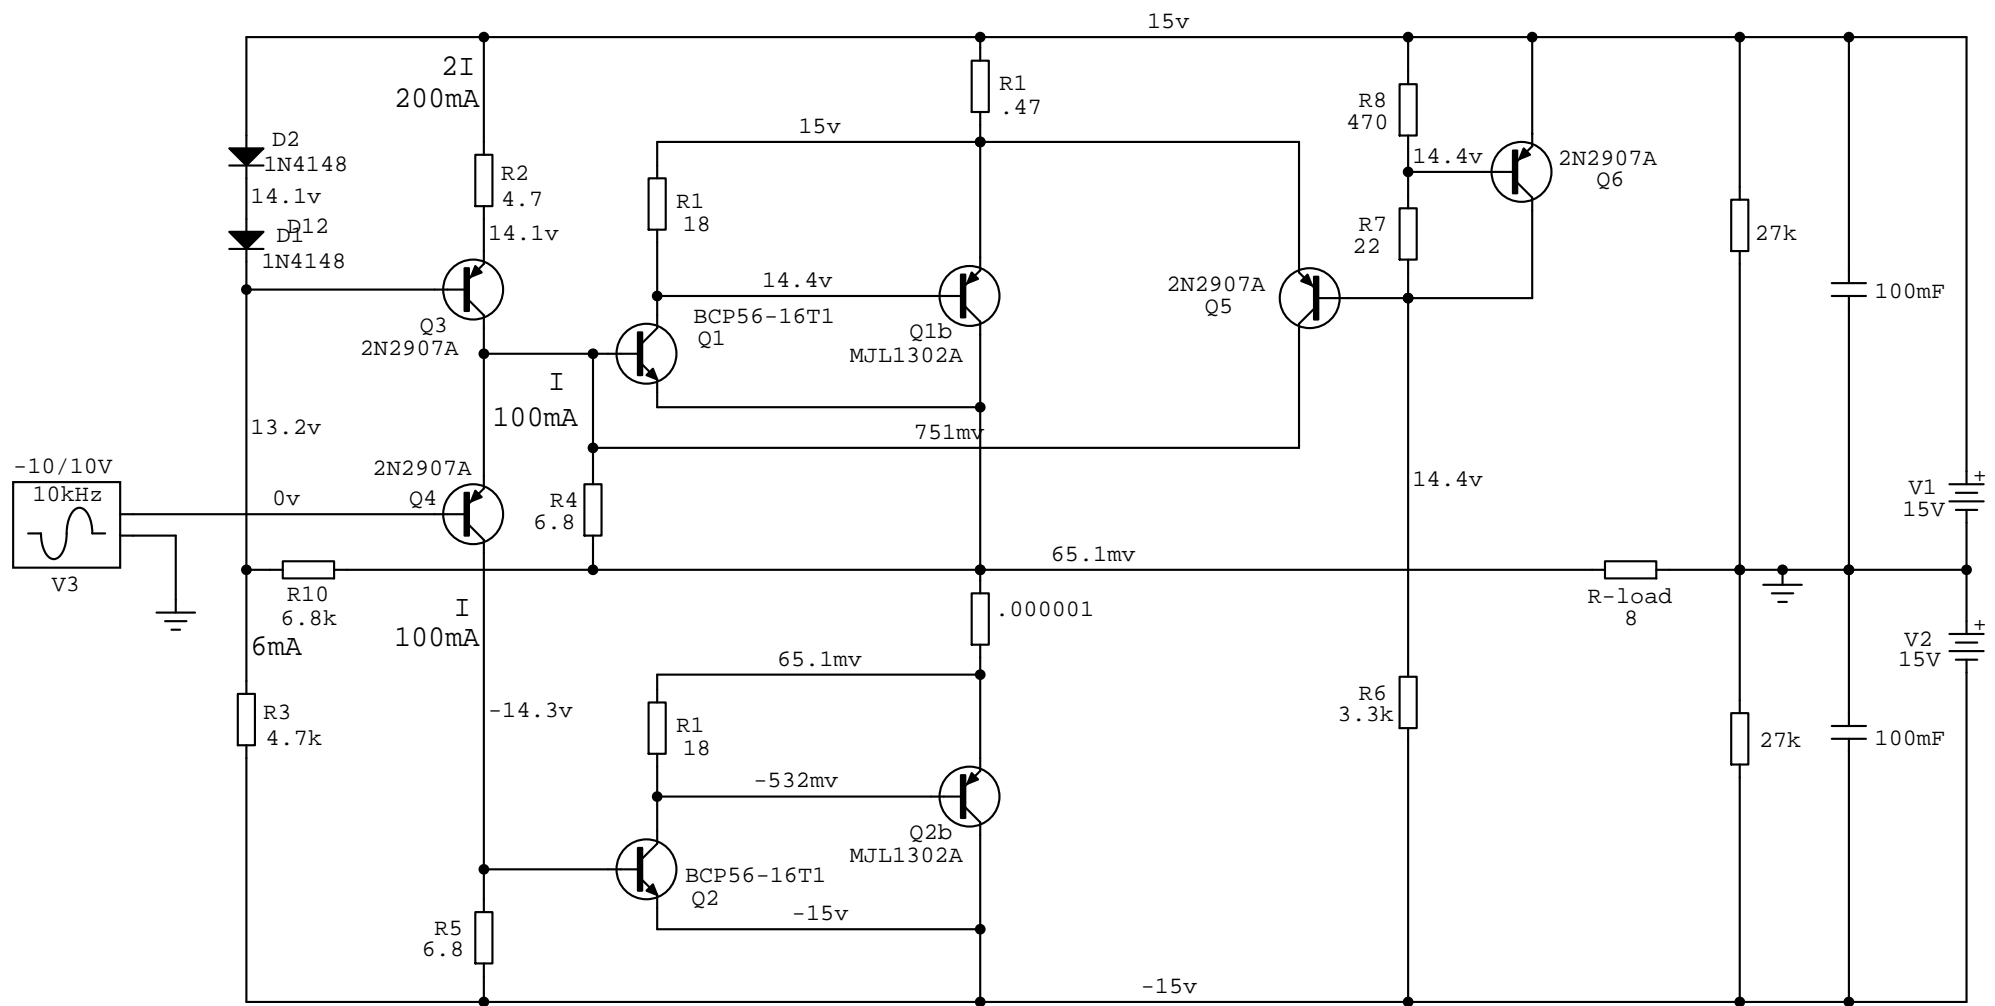 15v
2I
200mA
R1
.47
R8
470
15v
D2
1N4148
14.1v
R2
4.7
R1
18
14.4v
2N2907A
Q6
D12
D1
1N4148
14.1v
R7
22
27k
14.4v
2N2907A
Q5
100mF
Q3
2N2907A
BCP56-16T1
Q1
Q1b
MJL1302A
I
100mA
13.2v
751mv
-10/10V
10kHz
V3
0v
2N2907A
Q4
R4
6.8
14.4v
V1
15V
+
65.1mv
R10
6.8k
6mA
I
100mA
.000001
R-load
8
V2
15V
+
65.1mv
R3
4.7k
-14.3v
R1
18
R6
3.3k
27k
100mF
-532mv
Q2b
MJL1302A
BCP56-16T1
Q2
-15v
R5
6.8
-15v